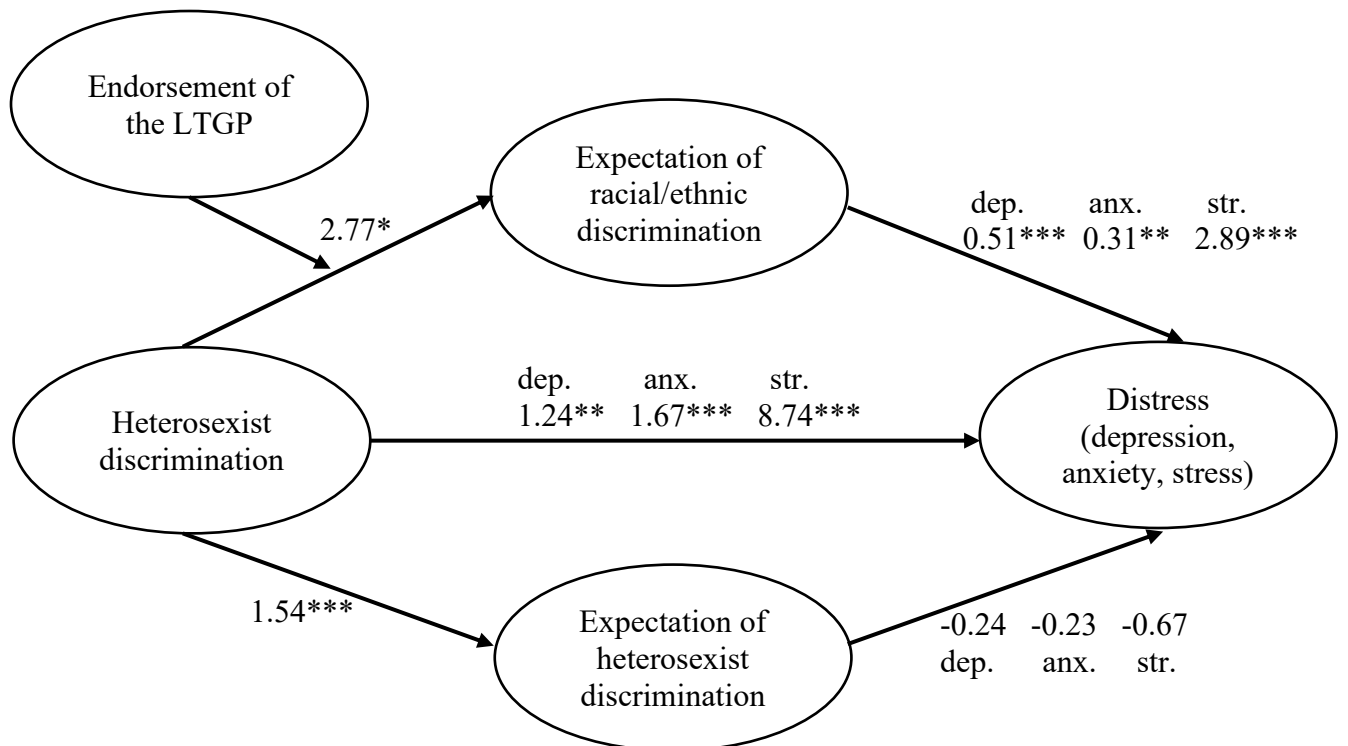 Endorsement of
the LTGP
Expectation of
racial/ethnic
discrimination
2.77*
dep. anx. str.
0.51*** 0.31** 2.89***
Heterosexist
discrimination
dep. anx. str.
1.24** 1.67*** 8.74***
Distress
(depression,
anxiety, stress)
1.54***
Expectation of
heterosexist
discrimination
-0.24 -0.23 -0.67
dep. anx. str.